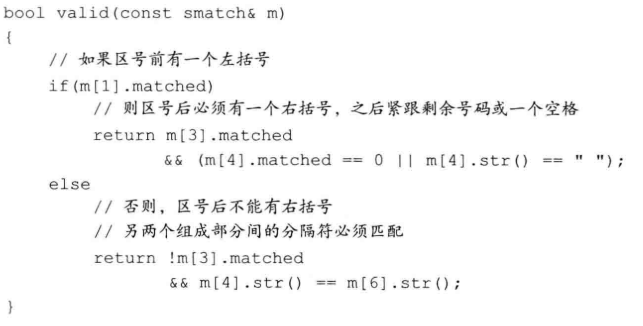 bool valid(const smatch& m)
{
    // 如果区号前有一个左括号
    if(m[1].matched)
        // 则区号后必须有一个右括号，之后紧跟剩余号码或一个空格
        return m[3].matched
               && (m[4].matched == 0 || m[4].str() == " ");
    else
        // 否则，区号后不能有右括号
        // 另两个组成部分间的分隔符必须匹配
        return !m[3].matched
               && m[4].str() == m[6].str();
}